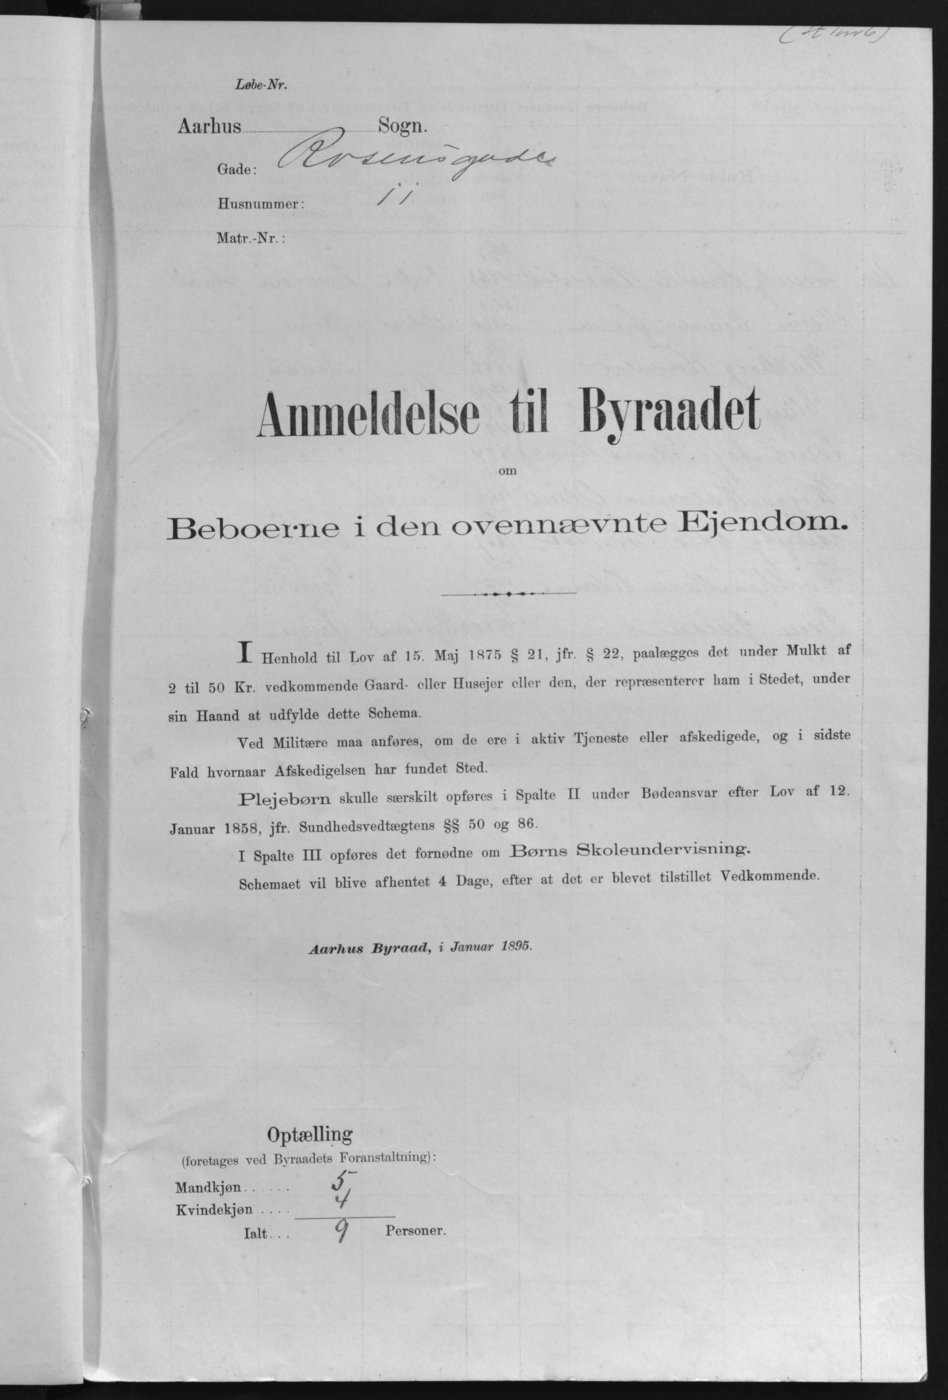 Løbe-Nr.
Aarhus Sogn.
Gade: Rosensgade
Husnummer: 11
Matr.-Nr.:
Anmeldelse til Byraadet
om
Beboerne i den ovennævnte Ejendom.
I Henhold til Lov af 15. Maj 1875 § 21, jfr. § 22, paalægges det under Mulkt af
2 til 50 Kr. vedkommende Gaard- eller Husejer eller den, der repræsenterer ham i Stedet, under
sin Haand at udfylde dette Schema.
Ved Militære maa anføres, om de ere i aktiv Tjeneste eller afskedigede, og i sidste
Fald hvornaar Afskedigelsen har fundet Sted.
Plejebørn skulle særskilt opføres i Spalte II under Bødeansvar efter Lov af 12.
Januar 1858, jfr. Sundhedsvedtægtens §§ 50 og 86.
I Spalte III opføres det fornødne om Børns Skoleundervisning.
Schemaet vil blive afhentet 4 Dage, efter at det er blevet tilstillet Vedkommende.
Aarhus Byraad, i Januar 1895.
Optælling
(foretages ved Byraadets Foranstaltning):
Mandkjøn...... 5
Kvindekjøn .... 4
Ialt... 9 Personer.